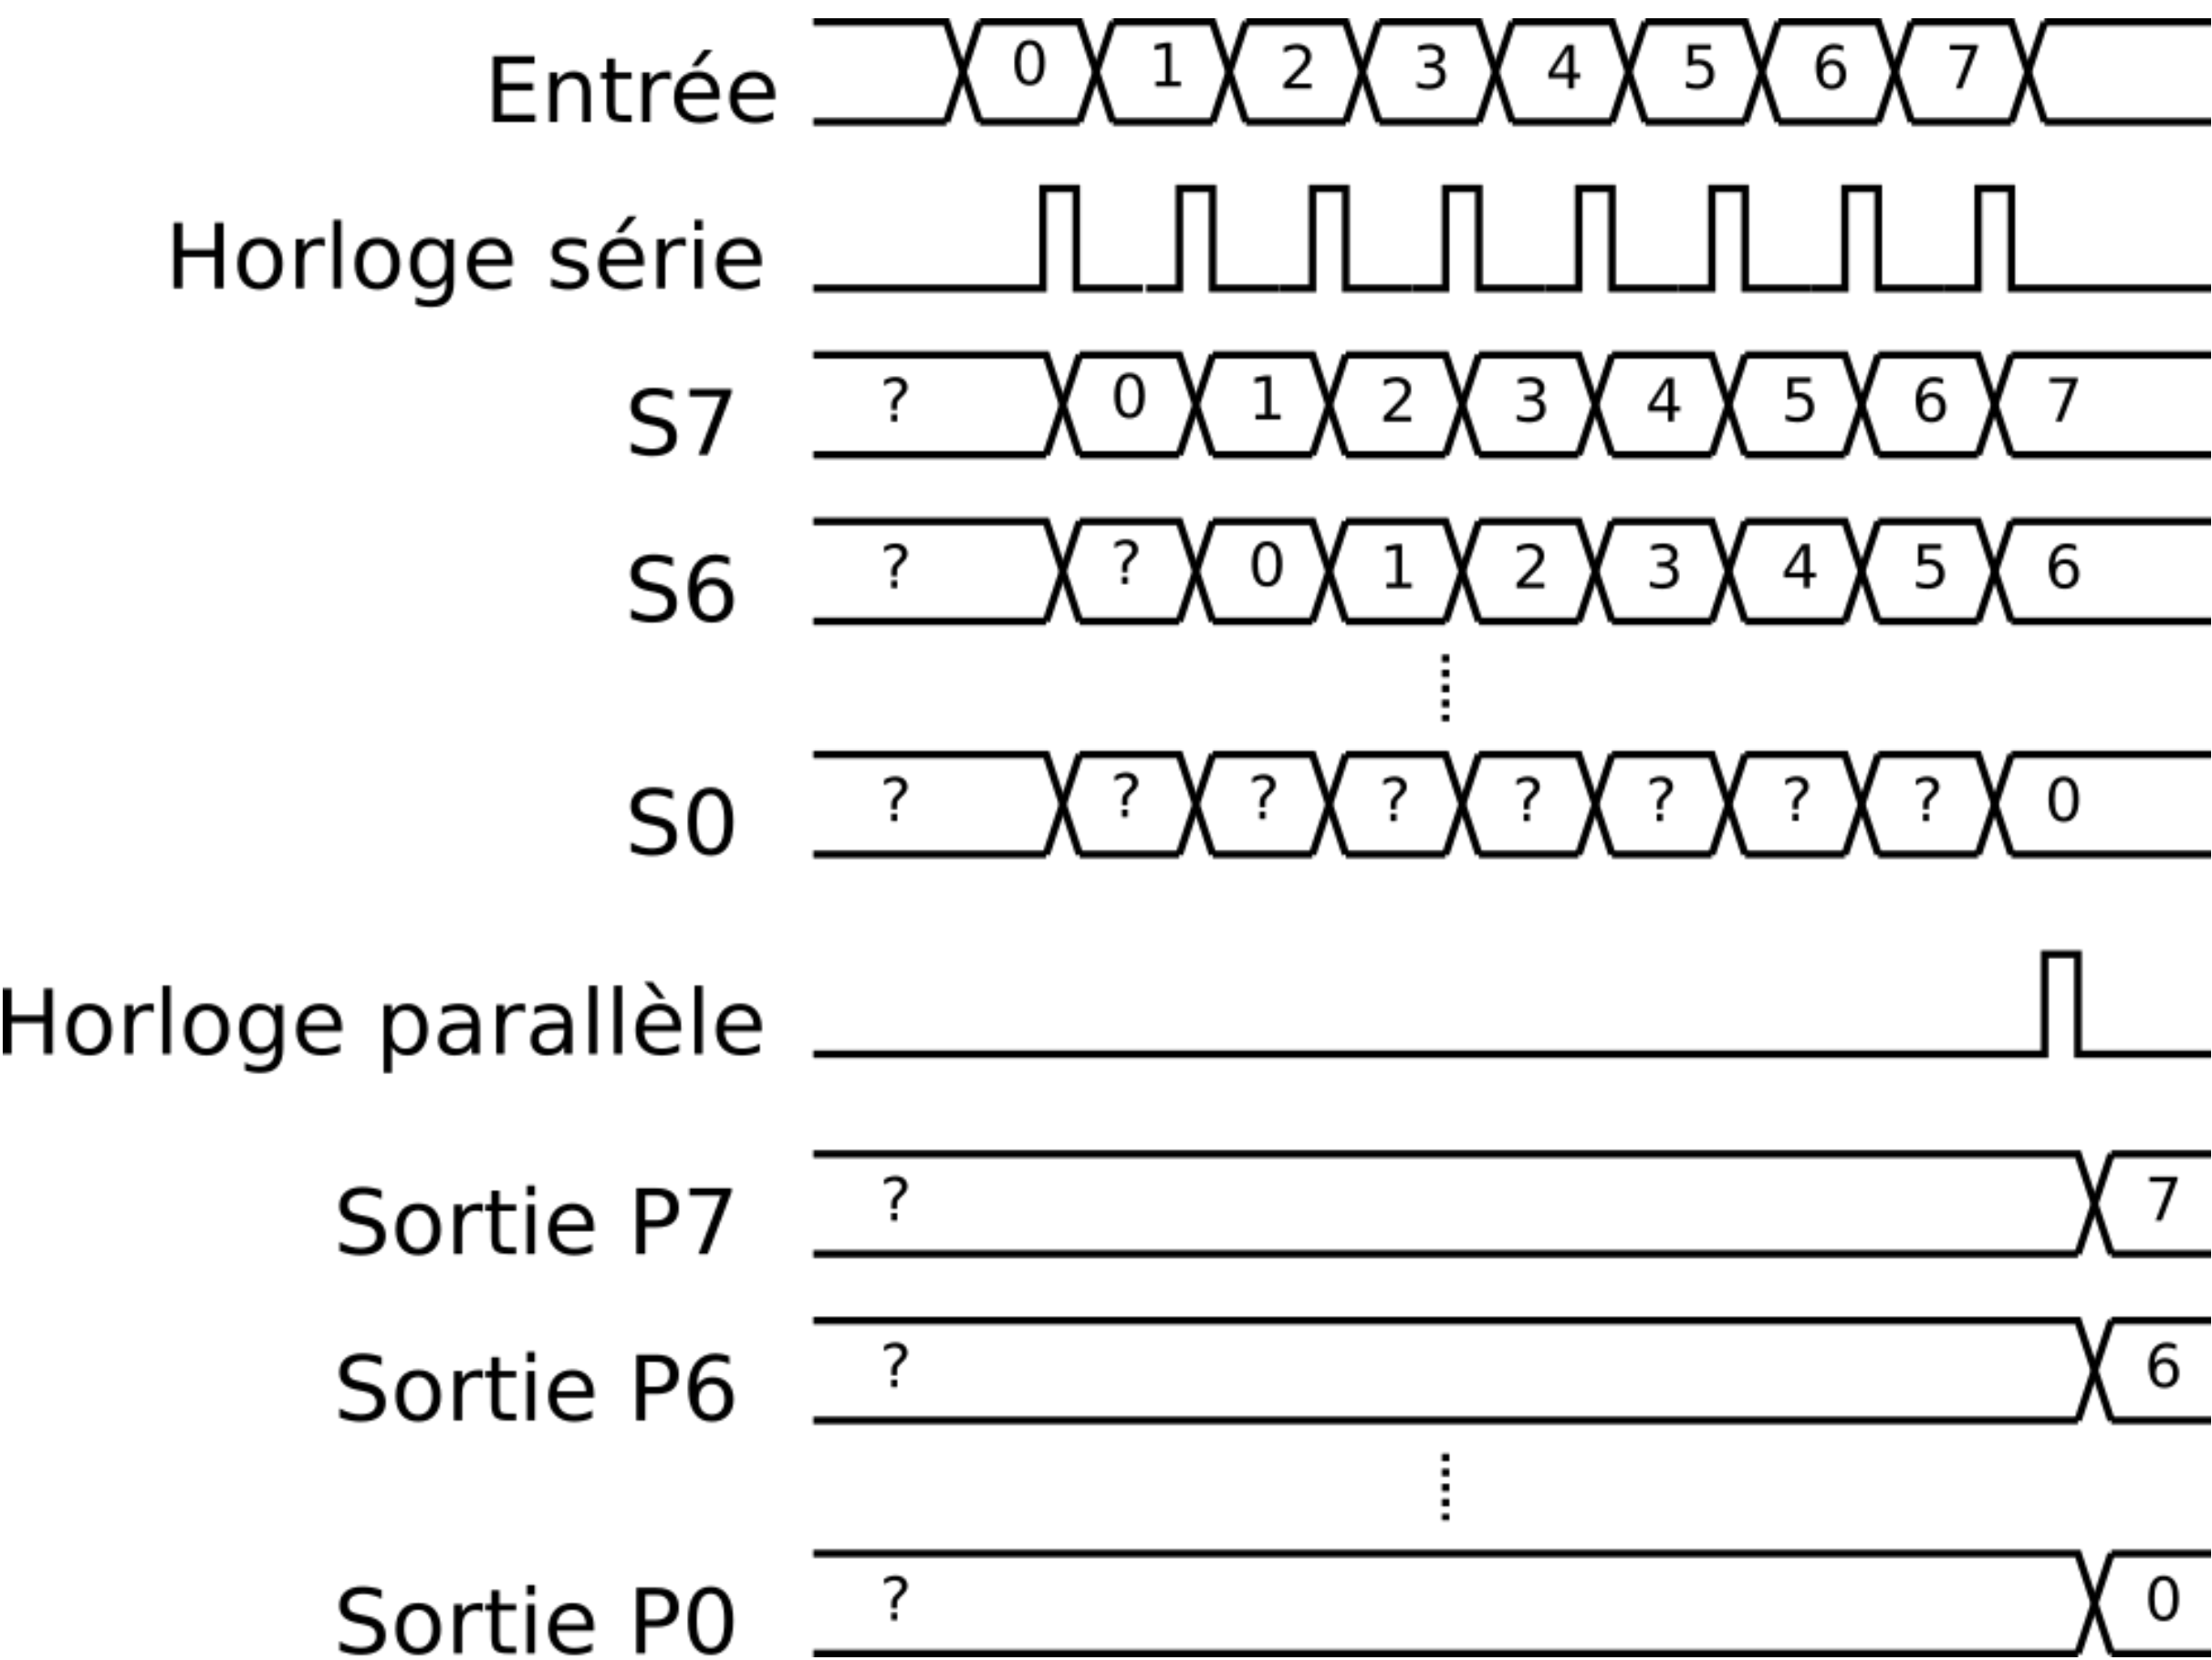 Entrée 0 1 2 3 4 5 6 7
Horloge série
S7 ? 0 1 2 3 4 5 6 7
S6 ? ? 0 1 2 3 4 5 6
S0 ? ? ? ? ? ? ? ? 0
Horloge parallèle
Sortie P7 ? 7
Sortie P6 ? 6
Sortie P0 ? 0